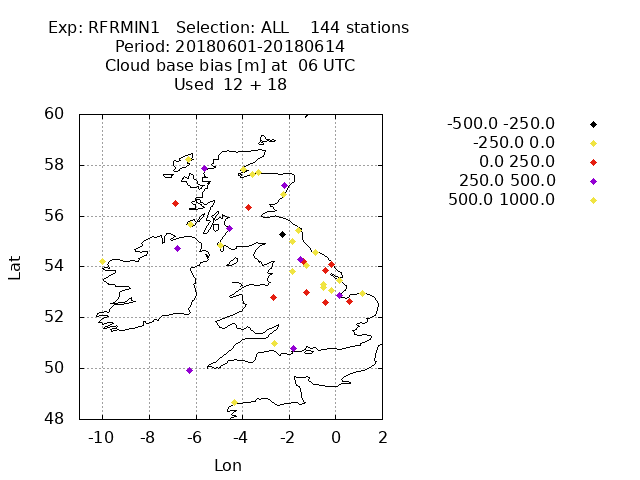 Exp: RFRMIN1 Selection: ALL 144 stations
Period: 20180601-20180614
Cloud base bias [m] at 06 UTC
Used 12 + 18
-500.0 -250.0
-250.0 0.0
0.0 250.0
250.0 500.0
500.0 1000.0
60
58
56
54
52
50
48
Lat
-10 -8 -6 -4 -2 0 2
Lon